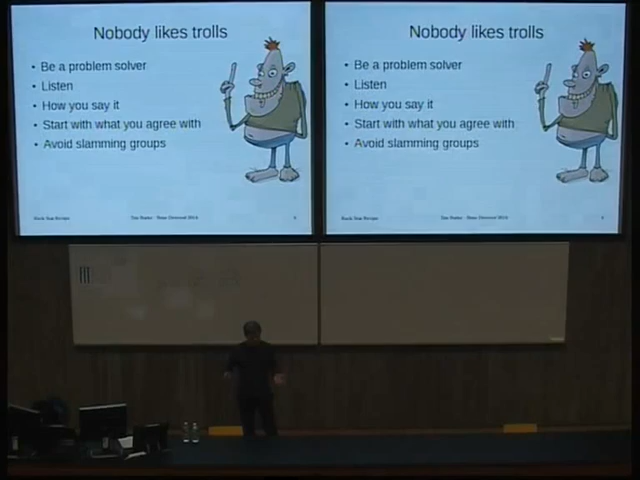 Nobody likes trolls
• Be a problem solver
• Listen
• How you say it
• Start with what you agree with
• Avoid slamming groups
Nobody likes trolls
• Be a problem solver
• Listen
• How you say it
• Start with what you agree with
• Avoid slamming groups